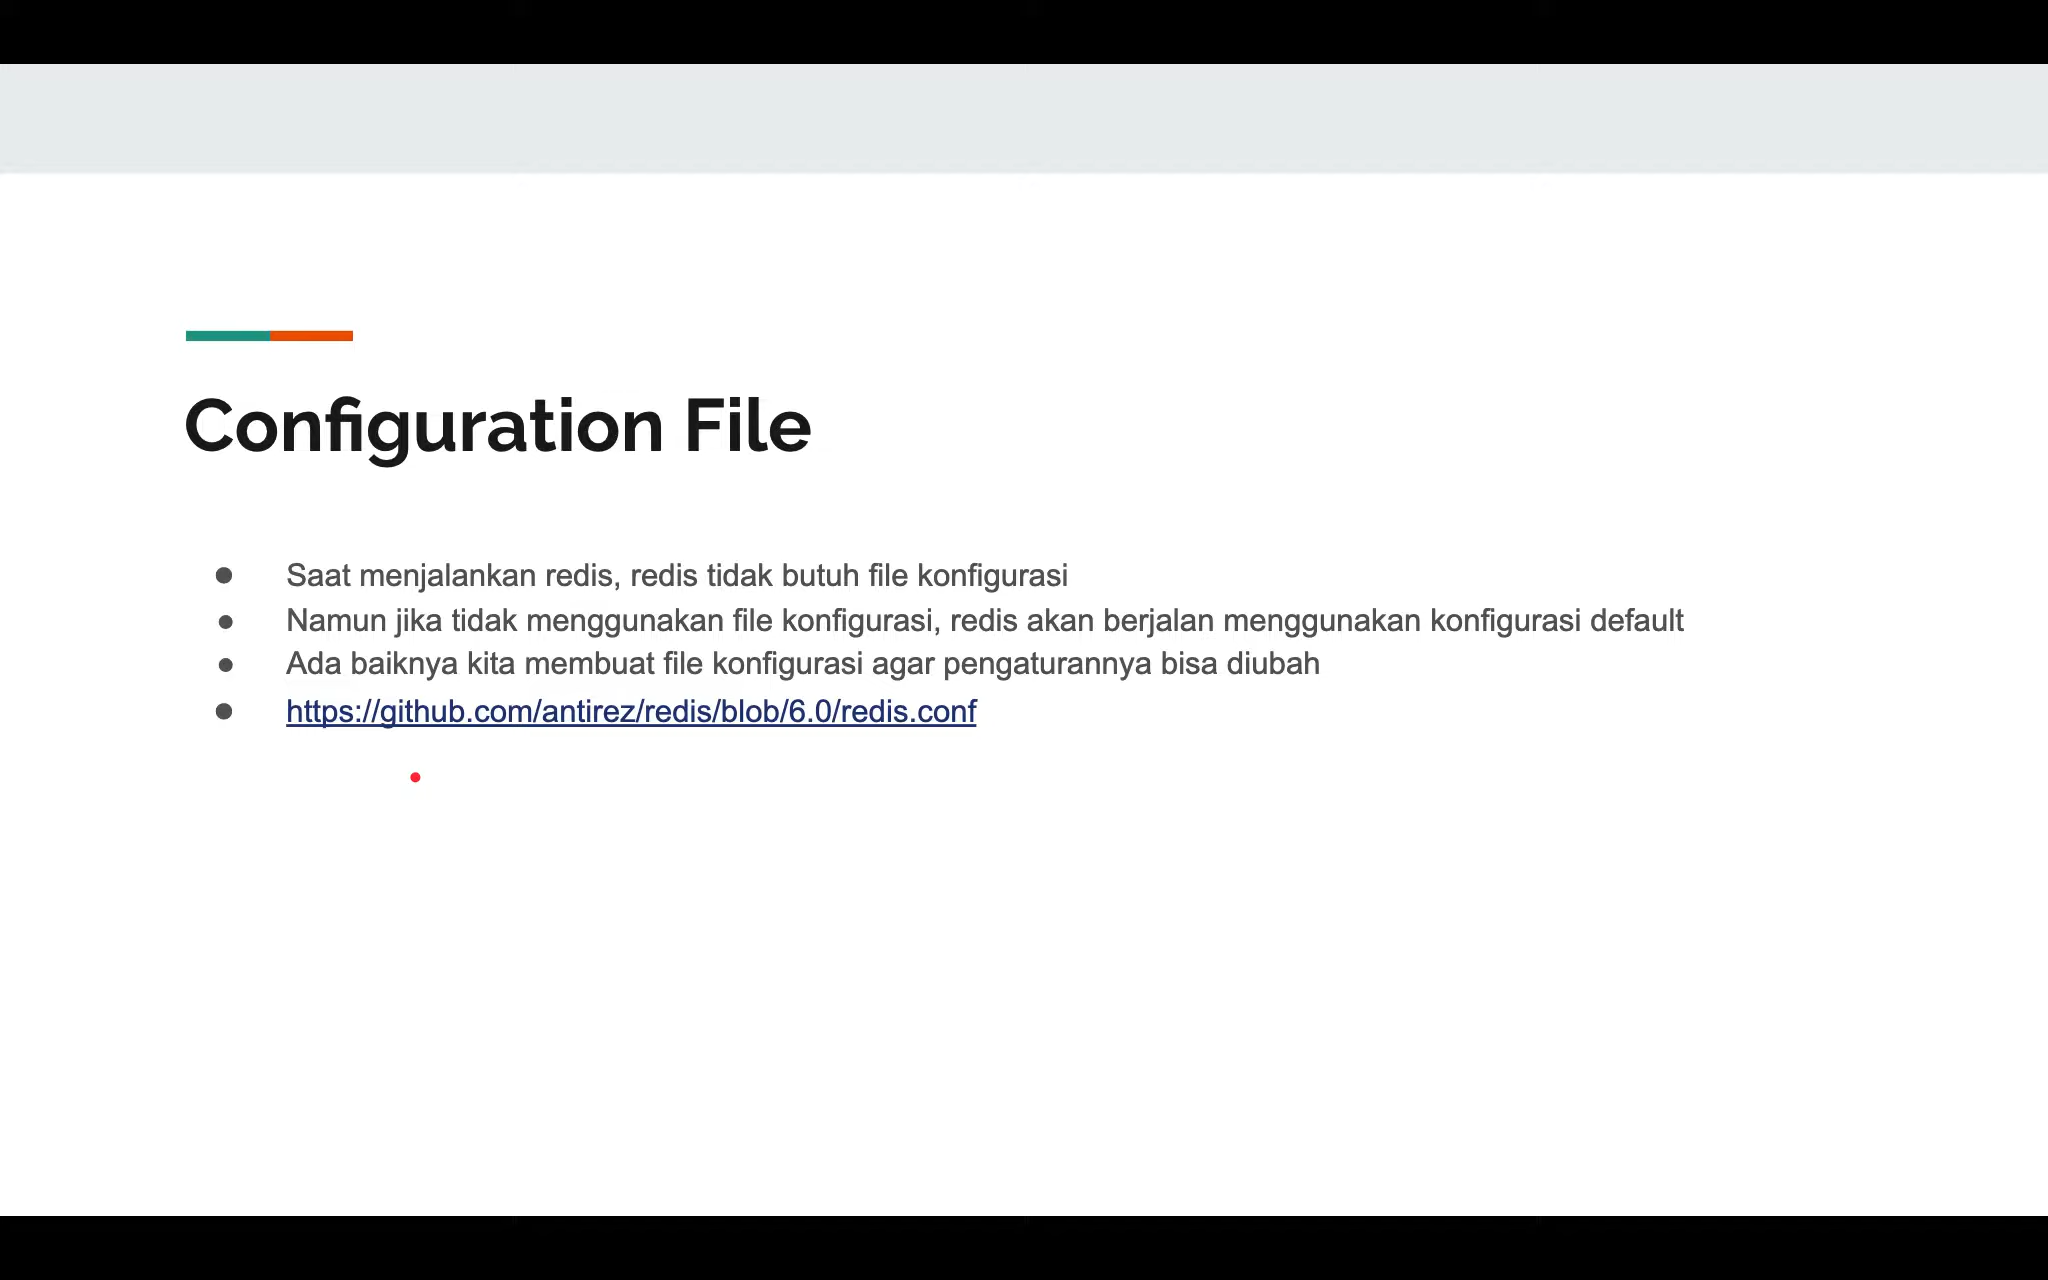 Configuration File
● Saat menjalankan redis, redis tidak butuh file konfigurasi
● Namun jika tidak menggunakan file konfigurasi, redis akan berjalan menggunakan konfigurasi default
● Ada baiknya kita membuat file konfigurasi agar pengaturannya bisa diubah
● https://github.com/antirez/redis/blob/6.0/redis.conf